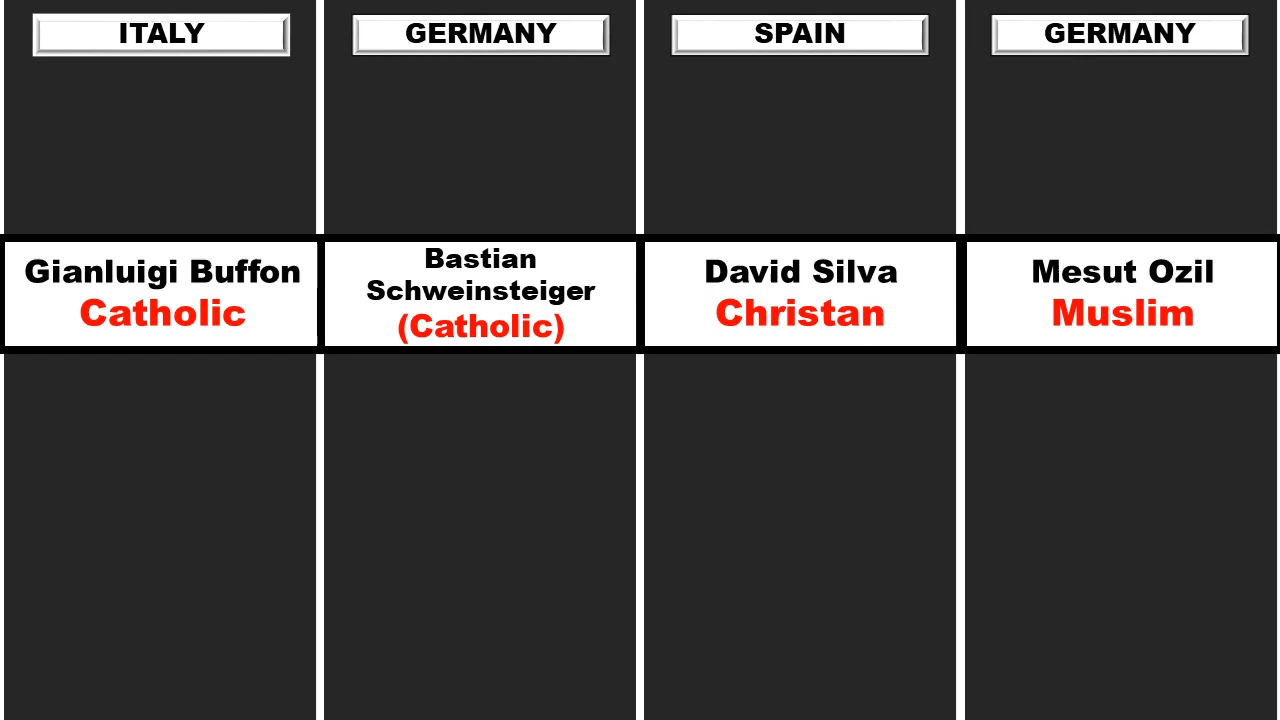 ITALY
GERMANY
SPAIN
GERMANY
Gianluigi Buffon
Catholic
Bastian
Schweinsteiger
(Catholic)
David Silva
Christan
Mesut Ozil
Muslim